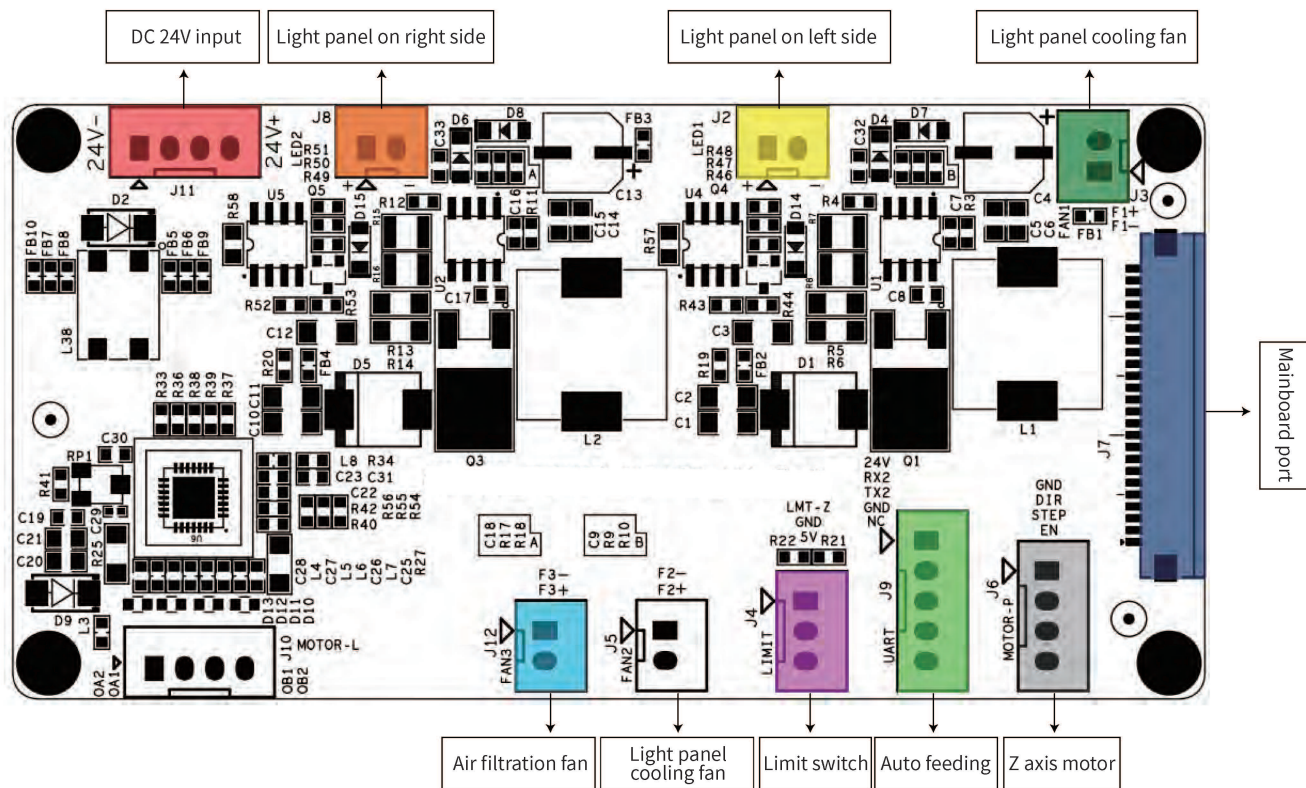 DC 24V input
Light panel on right side
Light panel on left side
Light panel cooling fan
24V-
24V+
J11
J8
LED2
R51
R50
R49
+ -
C33
D6
D8
A
FB3
+
C13
J2
LED1
R48
R47
R46
+ -
C32
D4
D7
B
+
C4
J3
F1+
F1-
FAN1
FB1
D2
FB10
FB7
FB8
FB5
FB6
FB9
L38
R58
U5
Q5
D15
R15
R16
R12
C16
R11
C15
C14
U2
C17
R52
R53
C12
R13
R14
R20
FB4
D5
C11
C10
Q3
L2
R57
U4
Q4
D14
R7
R8
R4
C7
R3
C5
C6
U1
C8
R43
R44
C3
R5
R6
R19
FB2
D1
C2
C1
Q1
L1
J7
Mainboard port
R33
R36
R38
R39
R37
C30
RP1
R41
C19
C21
C20
C29
R25
D9
L3
U6
L8 R34
C23 C31
C22
R42
R40
R56
R55
R54
C28
L4
C27
L5
L6
C26
L7
C25
R27
D13
D12
D11
D10
OA2
OA1
J10
MOTOR-L
OB1
OB2
C18
R17
R18
A
C9
R9
R10
B
F3-
F3+
J12
FAN3
F2-
F2+
J5
FAN2
LMT-Z
GND
5V
R22
R21
J4
LIMIT
24V
RX2
TX2
GND
NC
J9
UART
GND
DIR
STEP
EN
J6
MOTOR-P
Air filtration fan
Light panel
cooling fan
Limit switch
Auto feeding
Z axis motor